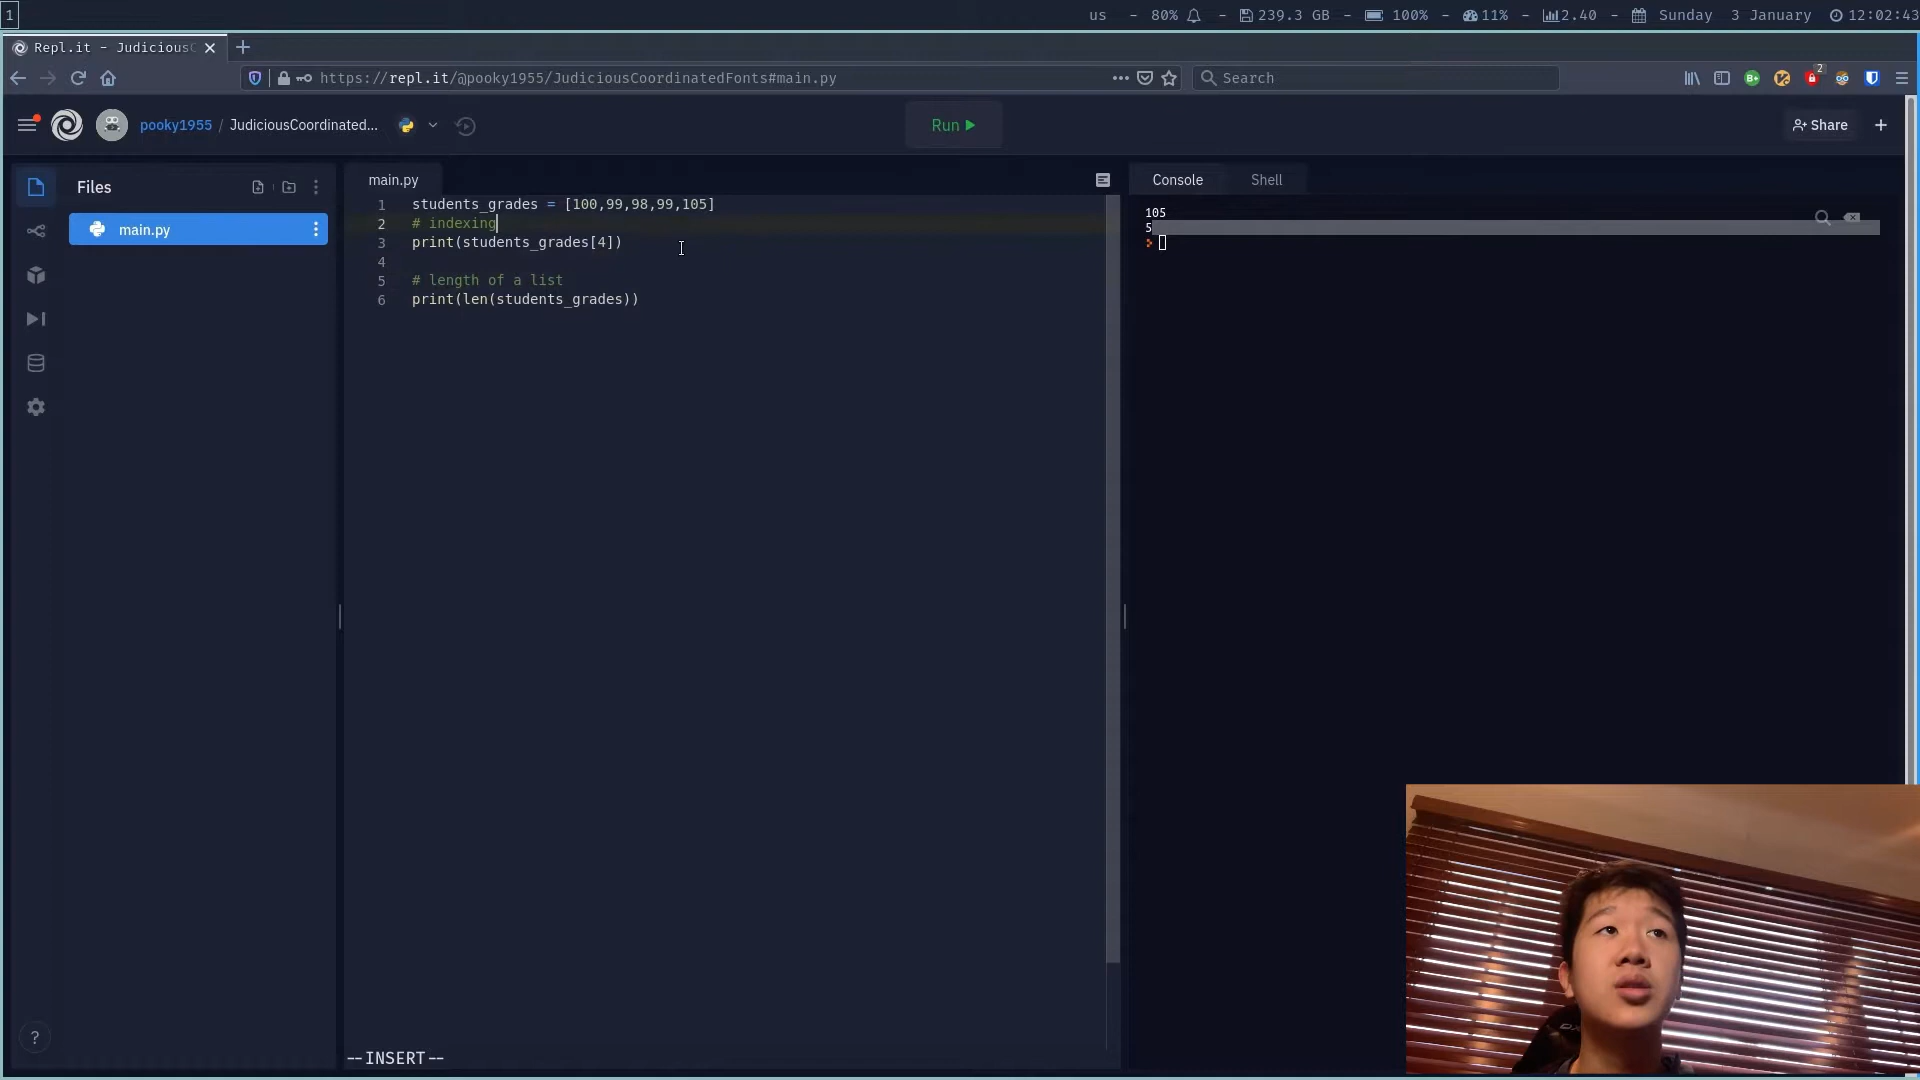 1 us - 80% - 239.3 GB - 100% - 11% - 2.40 - Sunday 3 January 12:02:43
Repl.it - Judicious
https://repl.it/@pooky1955/JudiciousCoordinatedFonts#main.py Search 2
pooky1955 / JudiciousCoordinated... Run Share
Files
main.py
main.py
1 students_grades = [100,99,98,99,105]
2 # indexing
3 print(students_grades[4])
4
5 # length of a list
6 print(len(students_grades))
--INSERT--
Console Shell
105
5
?